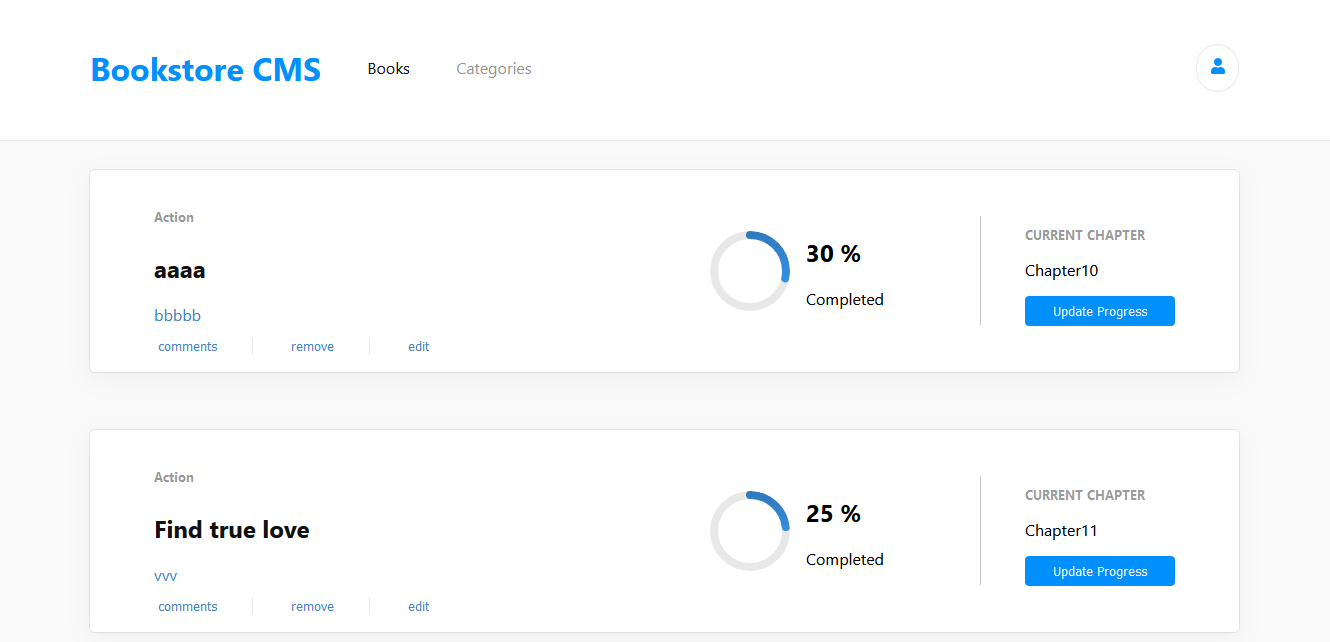 Bookstore CMS Books Categories
Action
aaaa
bbbbb
comments remove edit
30 %
Completed
CURRENT CHAPTER
Chapter10
Update Progress
Action
Find true love
vvv
comments remove edit
25 %
Completed
CURRENT CHAPTER
Chapter11
Update Progress